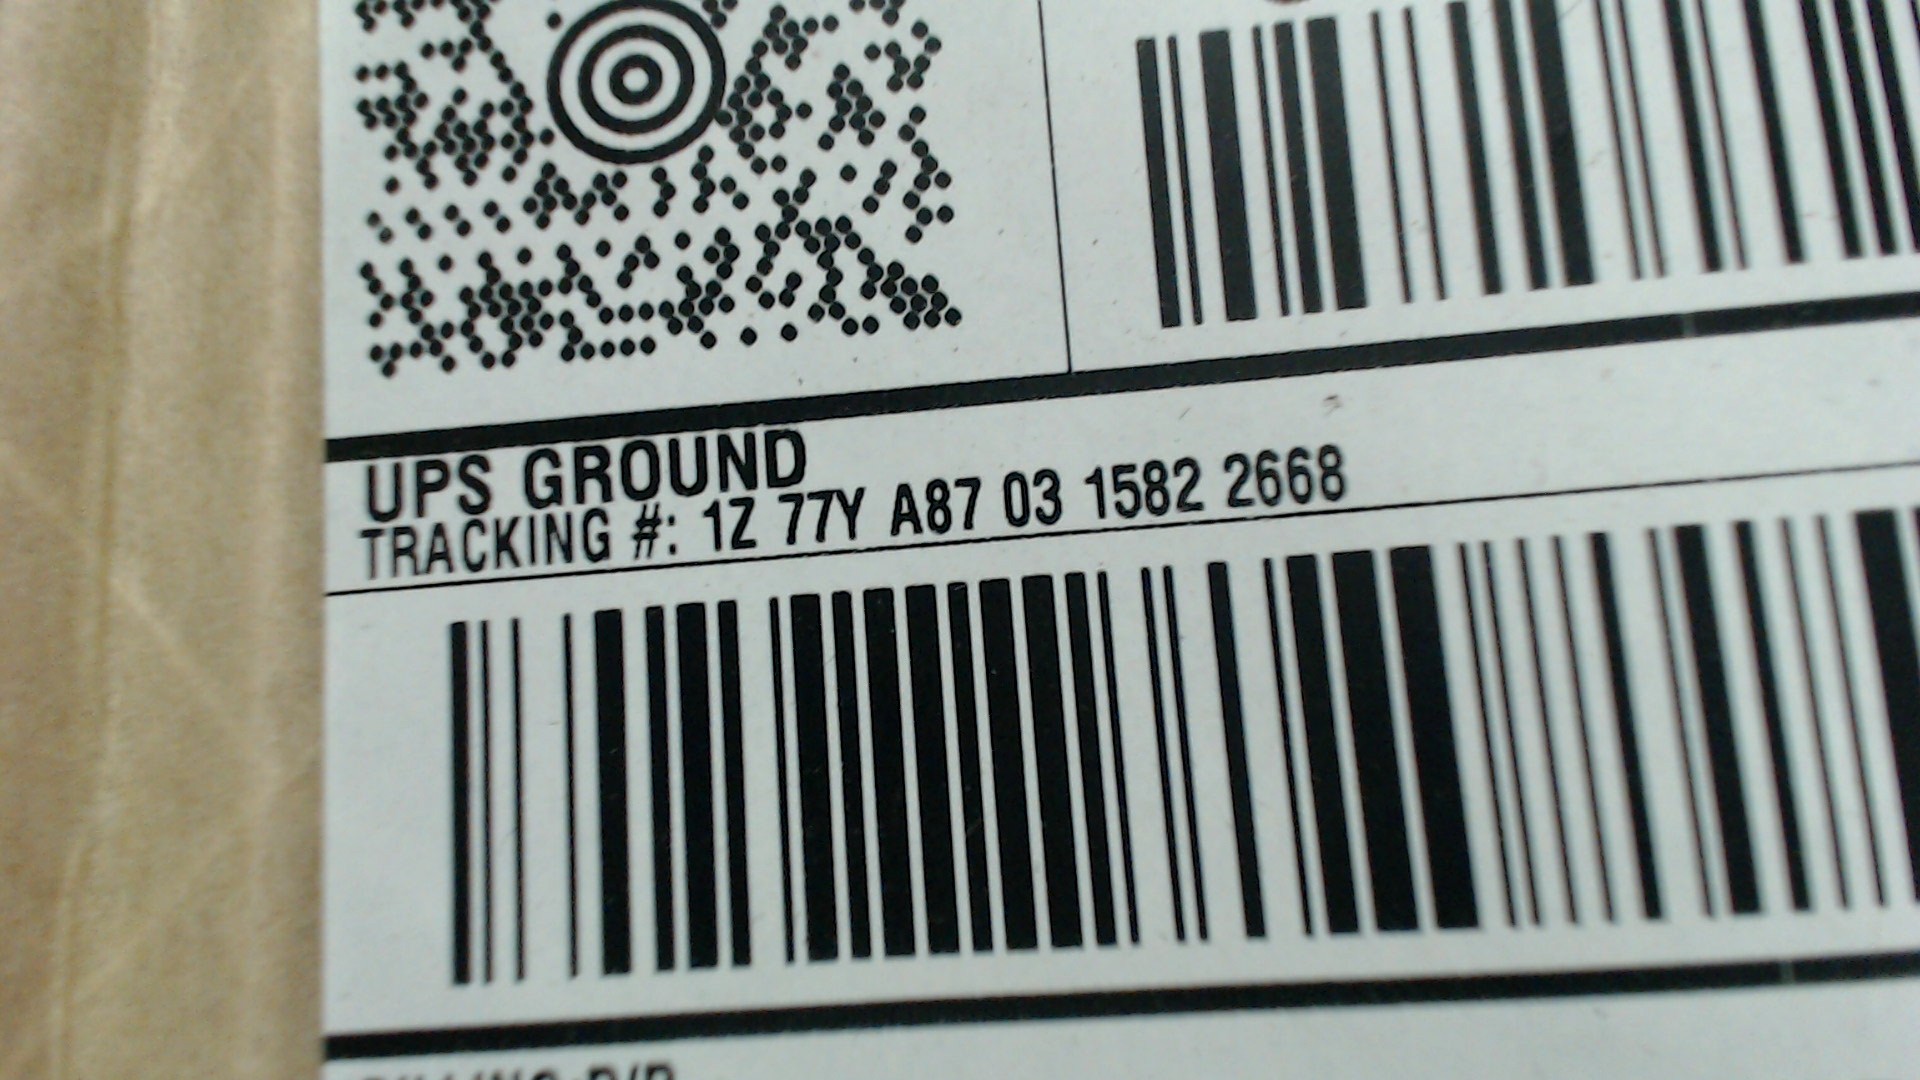 UPS GROUND
TRACKING #: 1Z 77Y A87 03 1582 2668